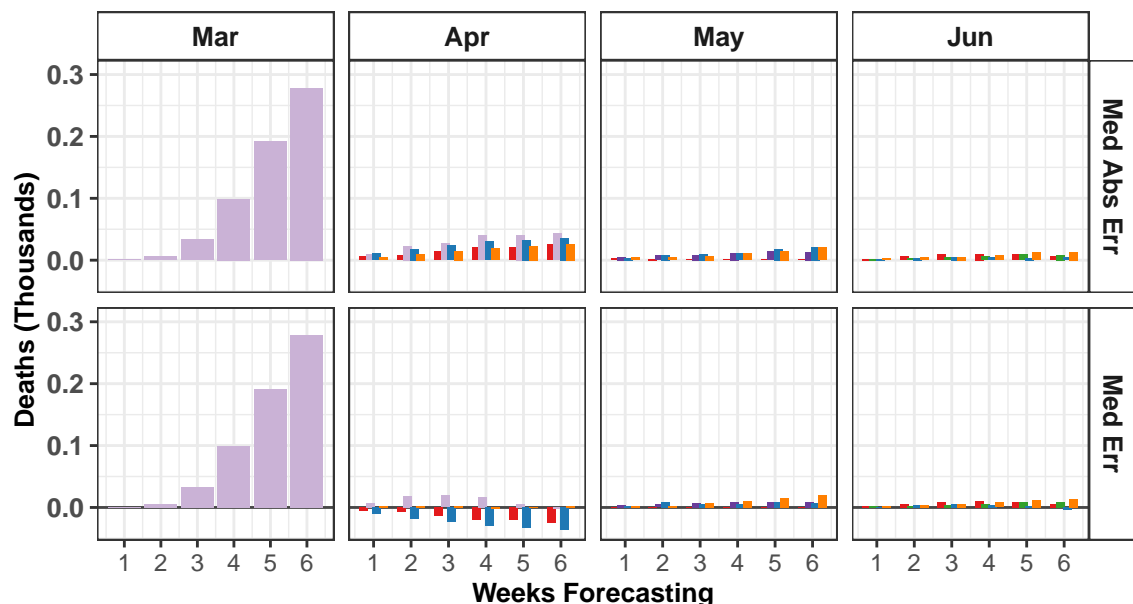 Mar Apr May Jun
Deaths (Thousands)
0.3
0.2
0.1
0.0
Med Abs Err
0.3
0.2
0.1
0.0
Med Err
1 2 3 4 5 6 1 2 3 4 5 6 1 2 3 4 5 6 1 2 3 4 5 6
Weeks Forecasting